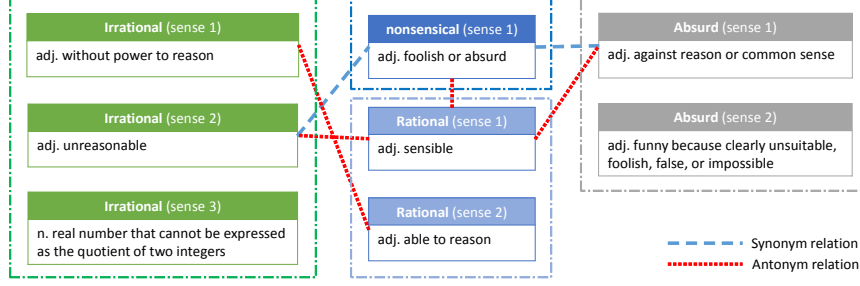 Irrational (sense 1)
adj. without power to reason
Irrational (sense 2)
adj. unreasonable
Irrational (sense 3)
n. real number that cannot be expressed
as the quotient of two integers
nonsensical (sense 1)
adj. foolish or absurd
Rational (sense 1)
adj. sensible
Rational (sense 2)
adj. able to reason
Absurd (sense 1)
adj. against reason or common sense
Absurd (sense 2)
adj. funny because clearly unsuitable,
foolish, false, or impossible
Synonym relation
Antonym relation